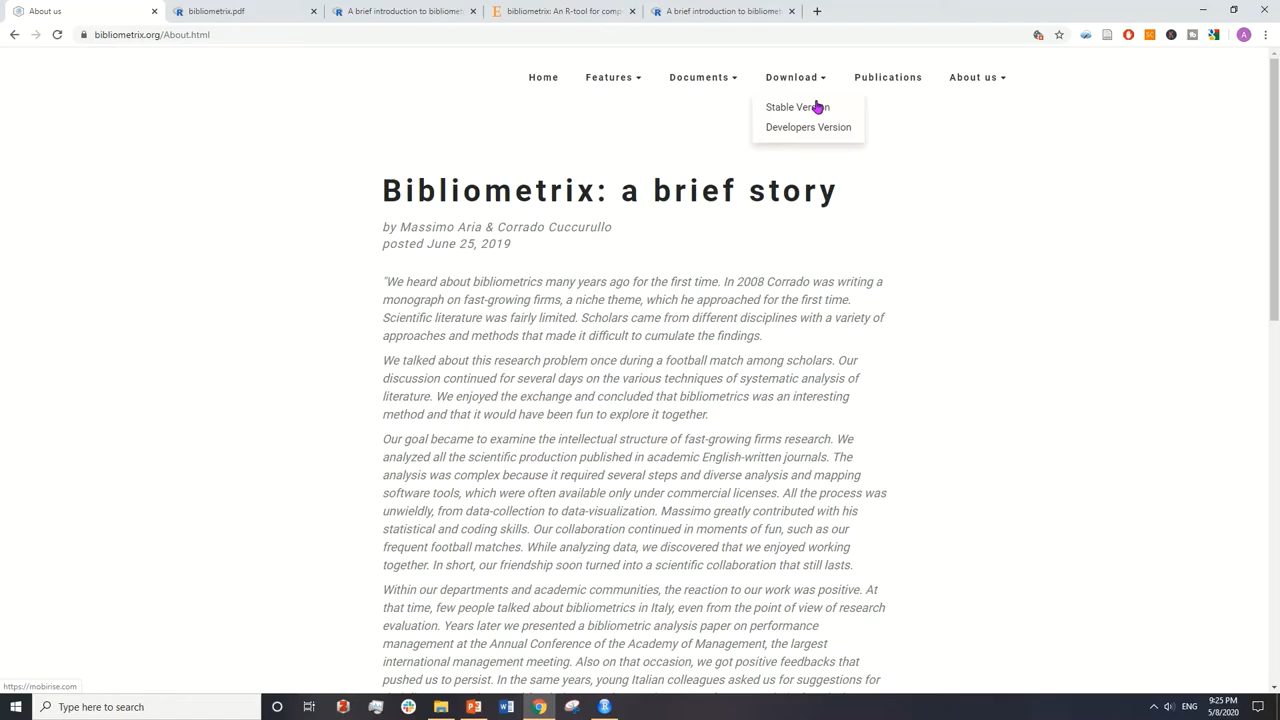 About us
bibliometrix.pdf
A brief introduction to bibliomet
bibliometrix: An R-tool for comp
A brief introduction to bibliomet
bibliometrix.org/About.html
Home
Features
Documents
Download
Publications
About us
Stable Version
Developers Version
Bibliometrix: a brief story
by Massimo Aria & Corrado Cuccurullo
posted June 25, 2019
"We heard about bibliometrics many years ago for the first time. In 2008 Corrado was writing a
monograph on fast-growing firms, a niche theme, which he approached for the first time.
Scientific literature was fairly limited. Scholars came from different disciplines with a variety of
approaches and methods that made it difficult to cumulate the findings.
We talked about this research problem once during a football match among scholars. Our
discussion continued for several days on the various techniques of systematic analysis of
literature. We enjoyed the exchange and concluded that bibliometrics was an interesting
method and that it would have been fun to explore it together.
Our goal became to examine the intellectual structure of fast-growing firms research. We
analyzed all the scientific production published in academic English-written journals. The
analysis was complex because it required several steps and diverse analysis and mapping
software tools, which were often available only under commercial licenses. All the process was
unwieldly, from data-collection to data-visualization. Massimo greatly contributed with his
statistical and coding skills. Our collaboration continued in moments of fun, such as our
frequent football matches. While analyzing data, we discovered that we enjoyed working
together. In short, our friendship soon turned into a scientific collaboration that still lasts.
Within our departments and academic communities, the reaction to our work was positive. At
that time, few people talked about bibliometrics in Italy, even from the point of view of research
evaluation. Years later we presented a bibliometric analysis paper on performance
management at the Annual Conference of the Academy of Management, the largest
international management meeting. Also on that occasion, we got positive feedbacks that
pushed us to persist. In the same years, young Italian colleagues asked us for suggestions for
https://mobirise.com
Type here to search
ENG
9:25 PM
5/8/2020